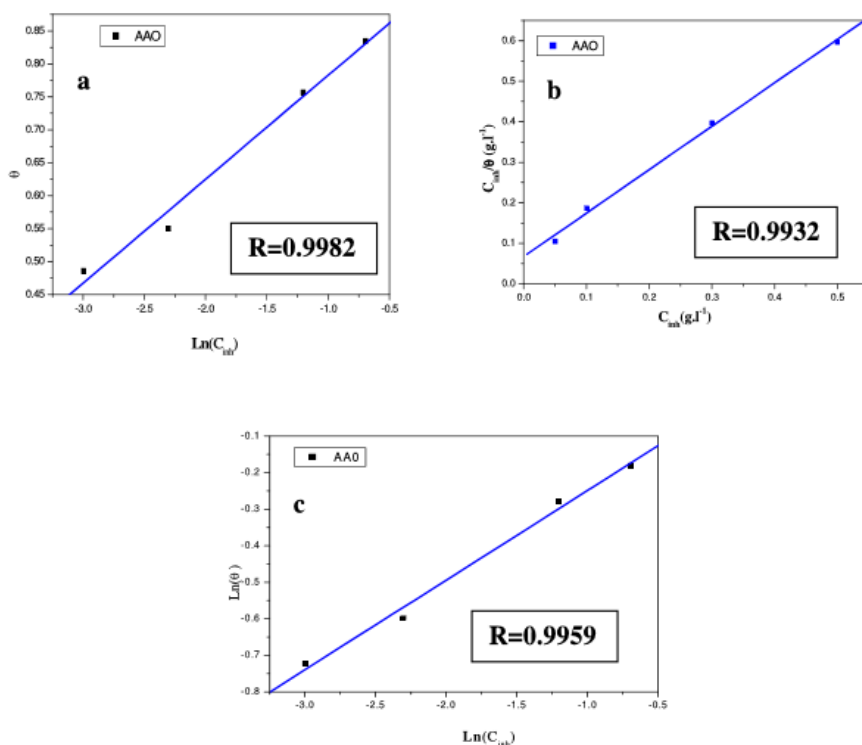 AAO
a
0.85
0.80
0.75
0.70
0.65
0.60
0.55
0.50
0.45
θ
R=0.9982
-3.0 -2.5 -2.0 -1.5 -1.0 -0.5
Ln(C_inh)
AAO
b
0.6
0.5
0.4
0.3
0.2
0.1
0.0
C_inh/θ (g.l⁻¹)
R=0.9932
0.0 0.1 0.2 0.3 0.4 0.5
C_inh(g.l⁻¹)
AA0
c
-0.1
-0.2
-0.3
-0.4
-0.5
-0.6
-0.7
-0.8
Ln(θ)
R=0.9959
-3.0 -2.5 -2.0 -1.5 -1.0 -0.5
Ln(C_inh)